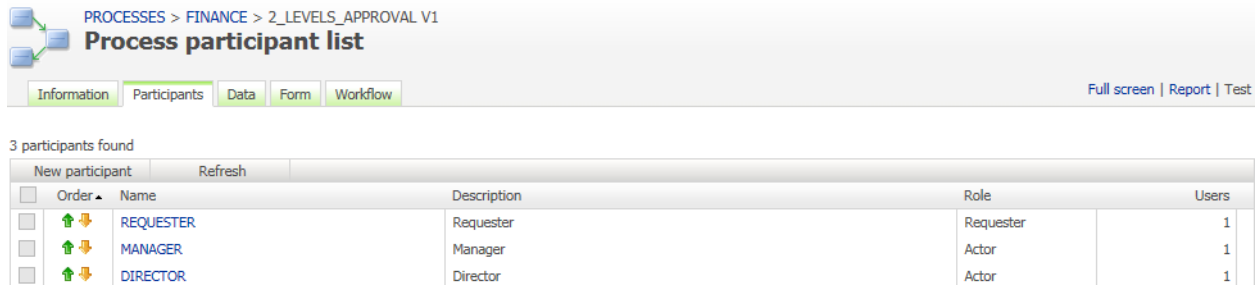 PROCESSES > FINANCE > 2_LEVELS_APPROVAL V1
Process participant list
Information Participants Data Form Workflow Full screen | Report | Test
3 participants found
New participant Refresh
Order Name Description Role Users
REQUESTER Requester Requester 1
MANAGER Manager Actor 1
DIRECTOR Director Actor 1